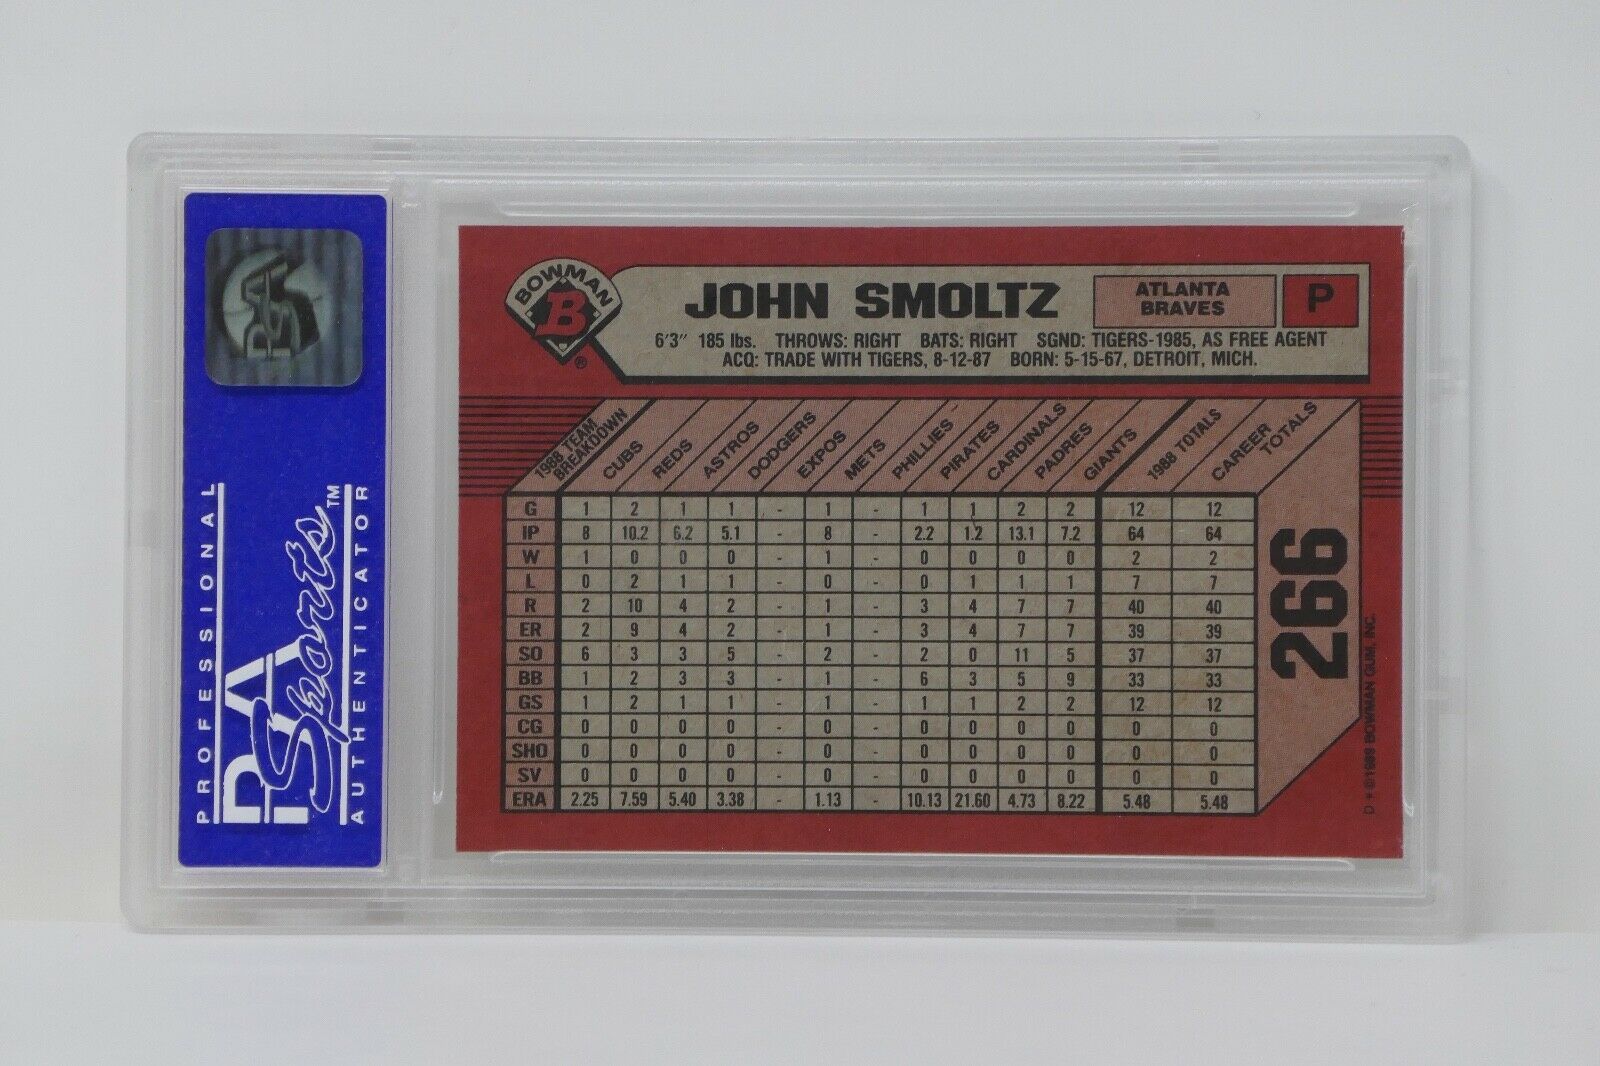 PROFESSIONAL
PSA
Sports™
AUTHENTICATOR
PSA
BOWMAN
B
®
JOHN SMOLTZ
ATLANTA
BRAVES
P
6'3" 185 lbs. THROWS: RIGHT BATS: RIGHT SGND: TIGERS-1985, AS FREE AGENT
ACQ: TRADE WITH TIGERS, 8-12-87 BORN: 5-15-67, DETROIT, MICH.
1988 TEAM BREAKDOWN CUBS REDS ASTROS DODGERS EXPOS METS PHILLIES PIRATES CARDINALS PADRES GIANTS 1988 TOTALS CAREER TOTALS
G 1 2 1 1 - 1 - 1 1 2 2 12 12
IP 8 10.2 6.2 5.1 - 8 - 2.2 1.2 13.1 7.2 64 64
W 1 0 0 0 - 1 - 0 0 0 0 2 2
L 0 2 1 1 - 0 - 0 1 1 1 7 7
R 2 10 4 2 - 1 - 3 4 7 7 40 40
ER 2 9 4 2 - 1 - 3 4 7 7 39 39
SO 6 3 3 5 - 2 - 2 0 11 5 37 37
BB 1 2 3 3 - 1 - 6 3 5 9 33 33
GS 1 2 1 1 - 1 - 1 1 2 2 12 12
CG 0 0 0 0 - 0 - 0 0 0 0 0 0
SHO 0 0 0 0 - 0 - 0 0 0 0 0 0
SV 0 0 0 0 - 0 - 0 0 0 0 0 0
ERA 2.25 7.59 5.40 3.38 - 1.13 - 10.13 21.60 4.73 8.22 5.48 5.48
266
D * ©1989 BOWMAN GUM, INC.